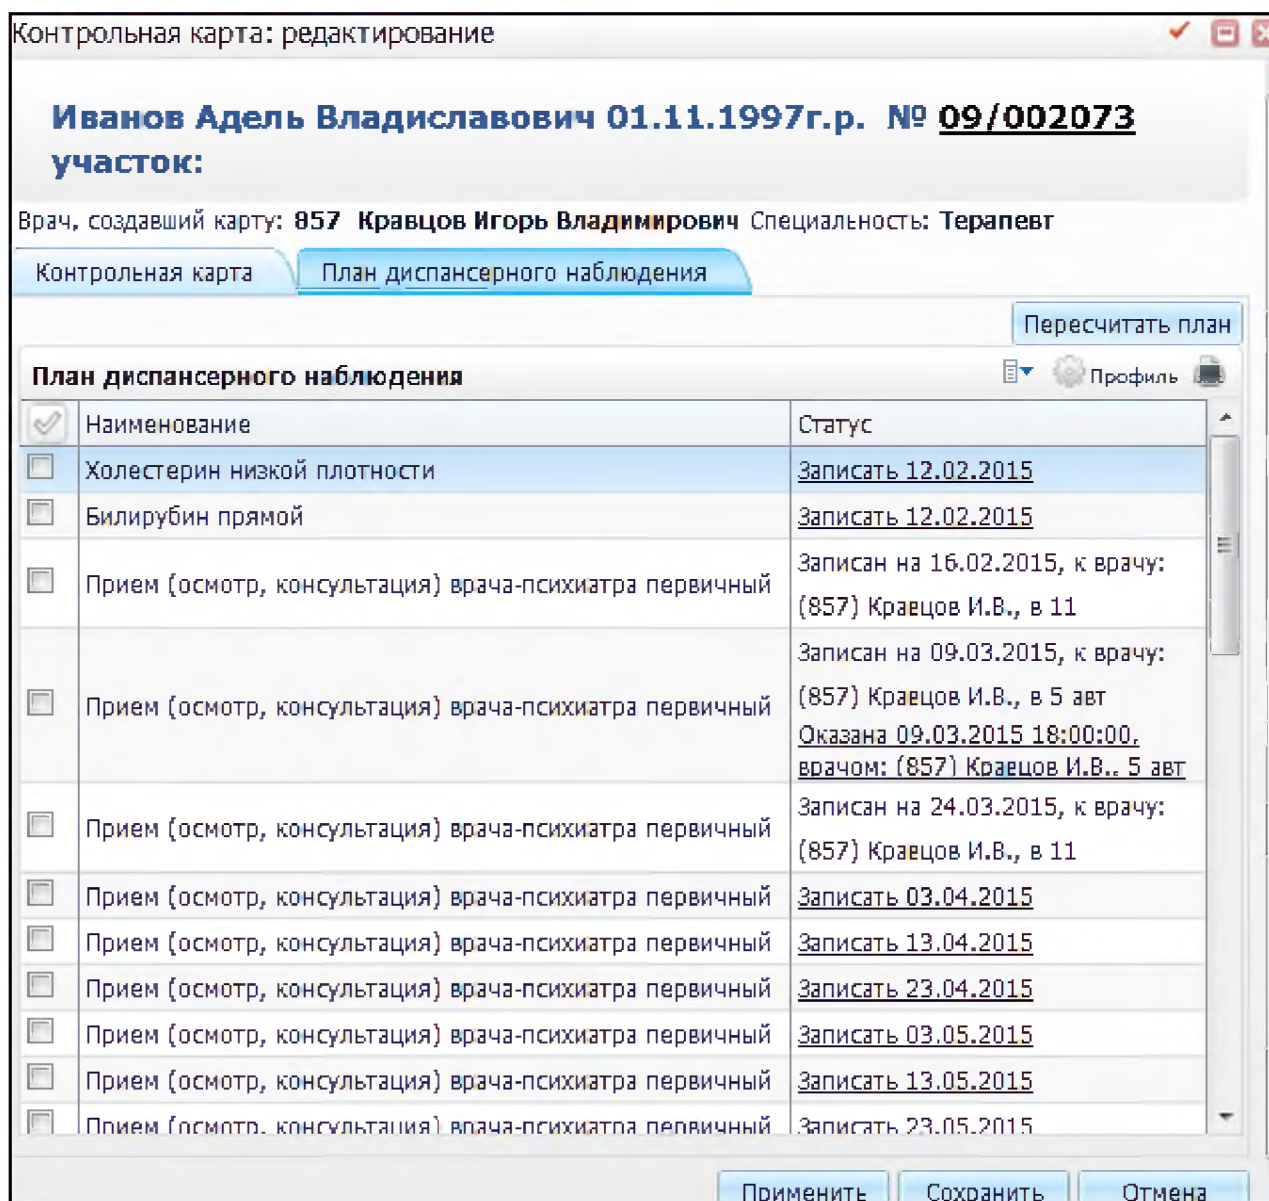 Контрольная карта: редактирование
Иванов Адель Владиславович 01.11.1997г.р. № 09/002073
участок:
Врач, создавший карту: 857 Кравцов Игорь Владимирович Специальность: Терапевт
Контрольная карта План диспансерного наблюдения
Пересчитать план
План диспансерного наблюдения Профиль
Наименование Статус
Холестерин низкой плотности Записать 12.02.2015
Билирубин прямой Записать 12.02.2015
Прием (осмотр, консультация) врача-психиатра первичный Записан на 16.02.2015, к врачу:
(857) Кравцов И.В., в 11
Прием (осмотр, консультация) врача-психиатра первичный Записан на 09.03.2015, к врачу:
(857) Кравцов И.В., в 5 авт
Оказана 09.03.2015 18:00:00,
врачом: (857) Кравцов И.В., 5 авт
Прием (осмотр, консультация) врача-психиатра первичный Записан на 24.03.2015, к врачу:
(857) Кравцов И.В., в 11
Прием (осмотр, консультация) врача-психиатра первичный Записать 03.04.2015
Прием (осмотр, консультация) врача-психиатра первичный Записать 13.04.2015
Прием (осмотр, консультация) врача-психиатра первичный Записать 23.04.2015
Прием (осмотр, консультация) врача-психиатра первичный Записать 03.05.2015
Прием (осмотр, консультация) врача-психиатра первичный Записать 13.05.2015
Прием (осмотр, консультация) врача-психиатра первичный Записать 23.05.2015
Применить Сохранить Отмена